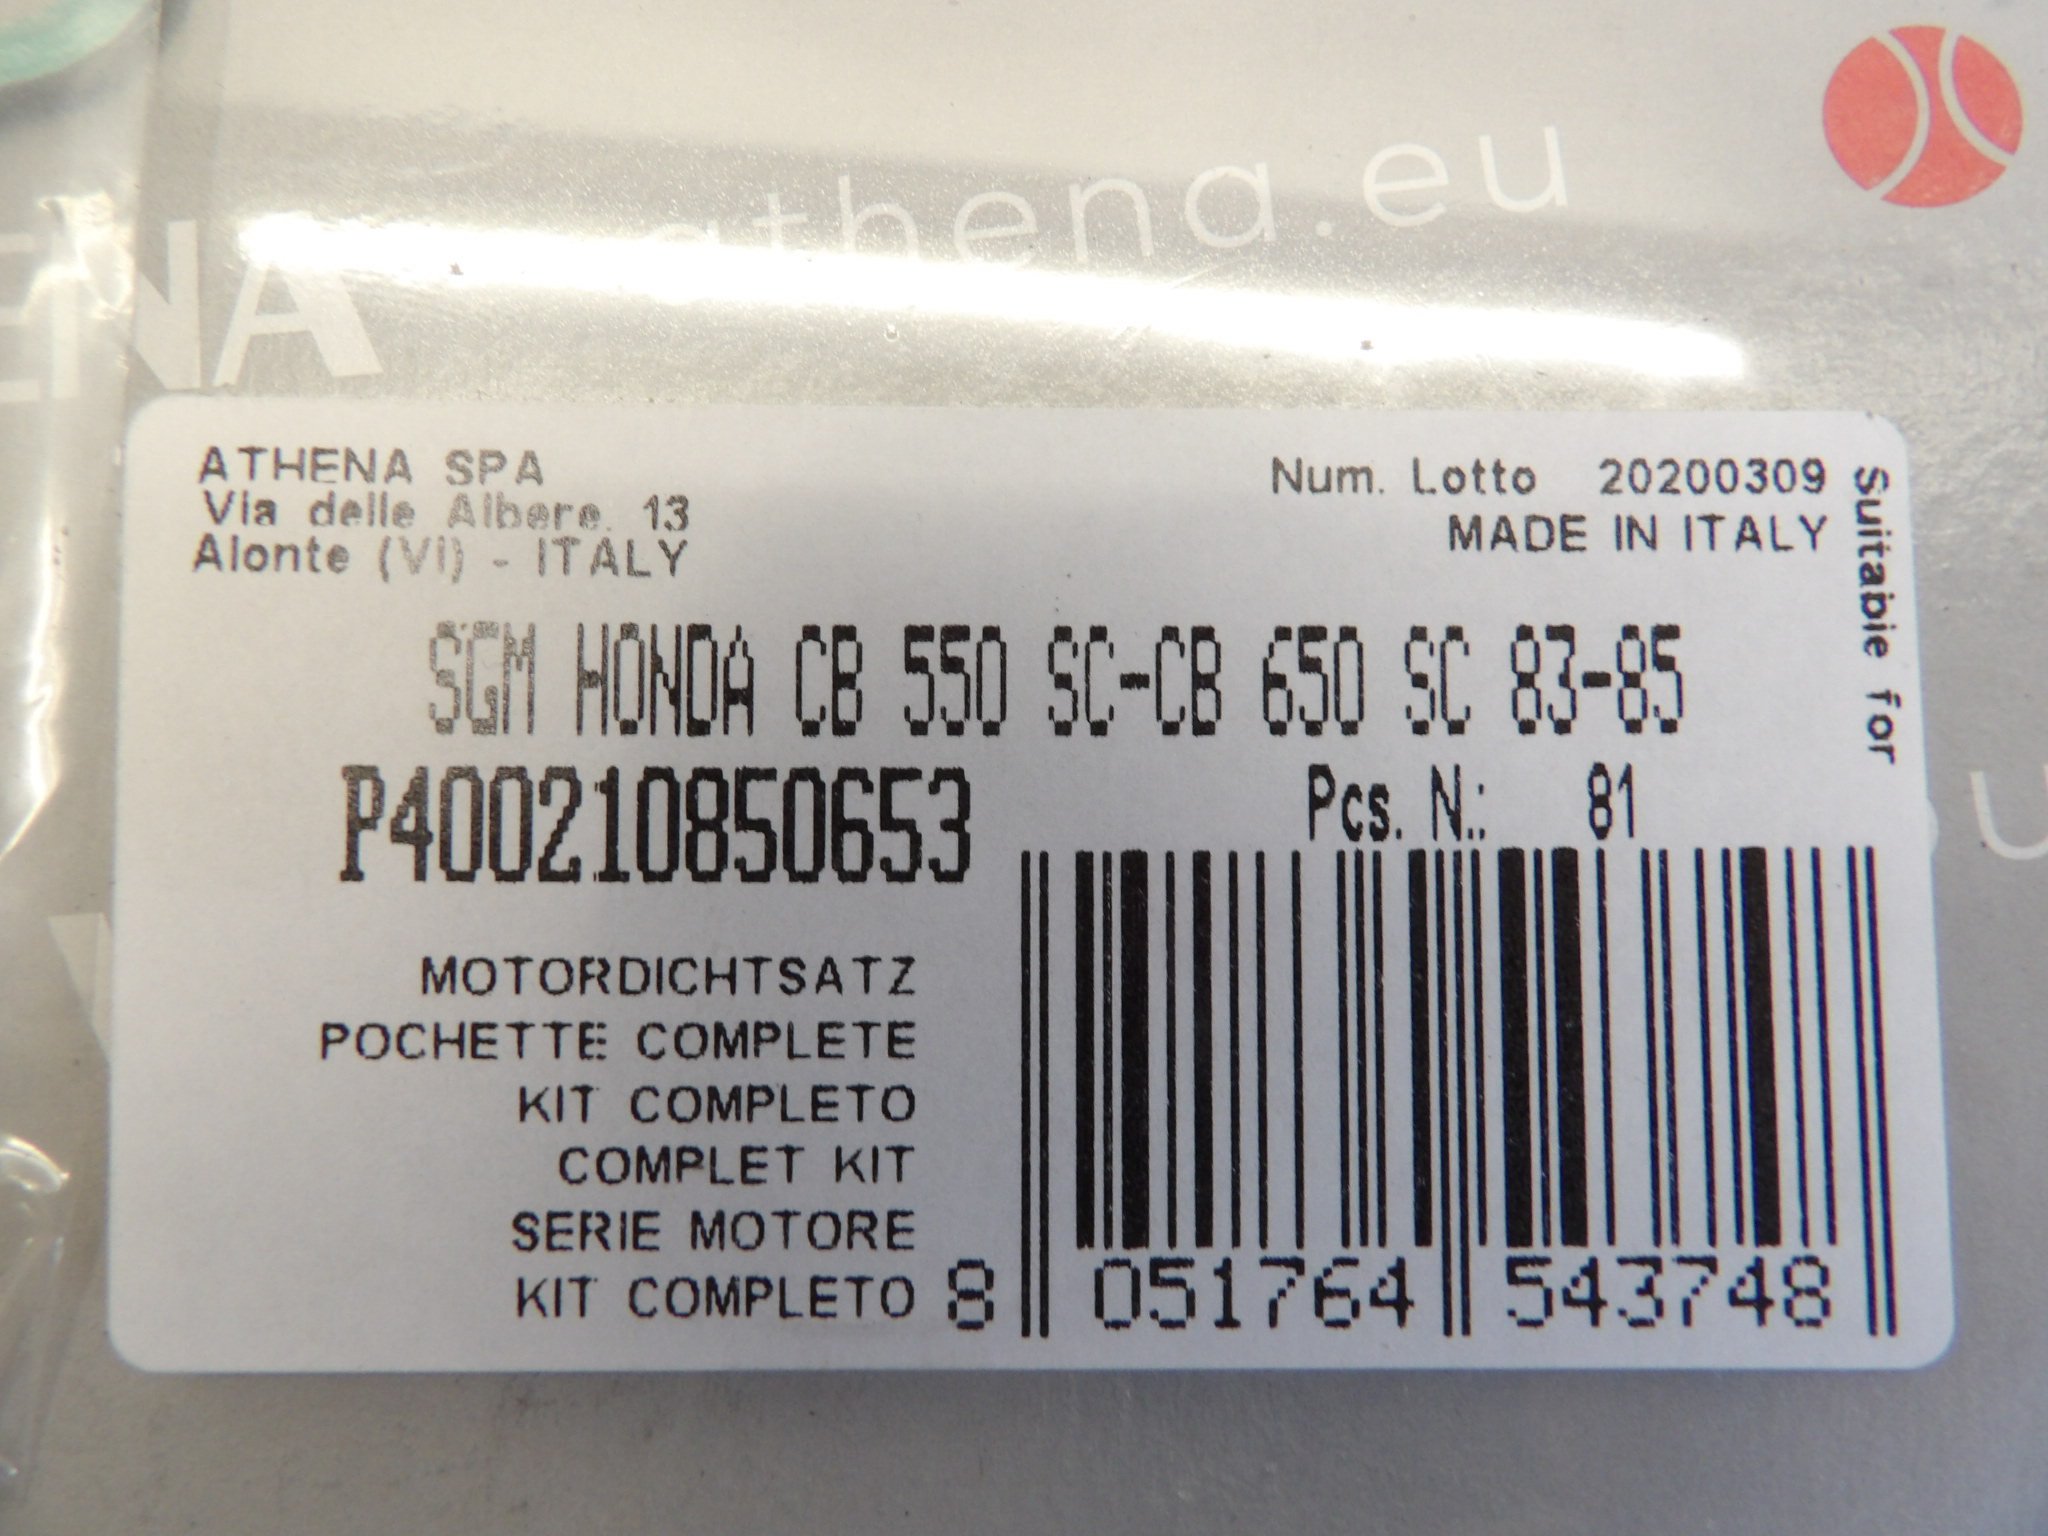 athena.eu
ENA
ATHENA SPA
Via delle Albere, 13
Alonte (VI) - ITALY
Num. Lotto 20200309
MADE IN ITALY
Suitable for
SGM HONDA CB 550 SC-CB 650 SC 83-85
P400210850653
Pcs. N.: 81
MOTORDICHTSATZ
POCHETTE COMPLETE
KIT COMPLETO
COMPLET KIT
SERIE MOTORE
KIT COMPLETO
8 051764 543748